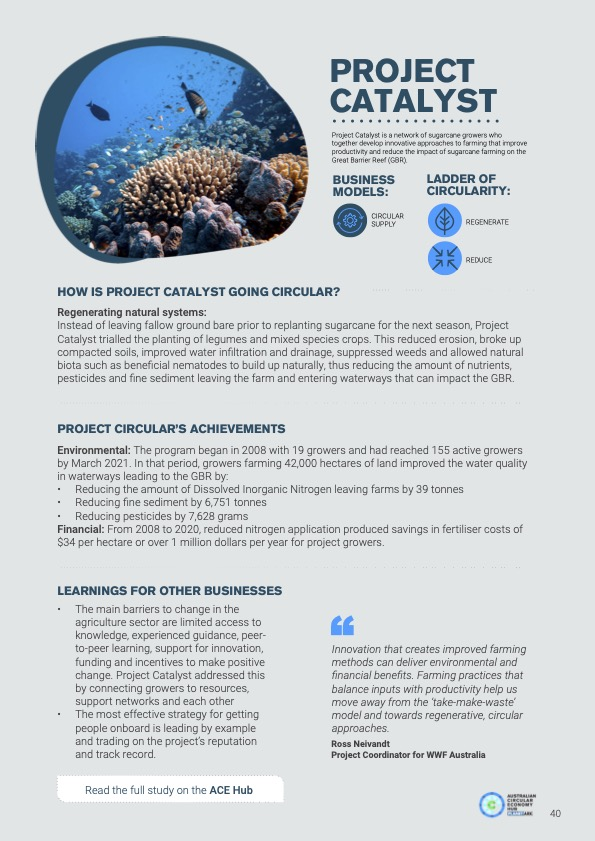 PROJECT
CATALYST
Project Catalyst is a network of sugarcane growers who
together develop innovative approaches to farming that improve
productivity and reduce the impact of sugarcane farming on the
Great Barrier Reef (GBR).
BUSINESS
MODELS:
CIRCULAR
SUPPLY
LADDER OF
CIRCULARITY:
REGENERATE
REDUCE
HOW IS PROJECT CATALYST GOING CIRCULAR?
Regenerating natural systems:
Instead of leaving fallow ground bare prior to replanting sugarcane for the next season, Project
Catalyst trialled the planting of legumes and mixed species crops. This reduced erosion, broke up
compacted soils, improved water infiltration and drainage, suppressed weeds and allowed natural
biota such as beneficial nematodes to build up naturally, thus reducing the amount of nutrients,
pesticides and fine sediment leaving the farm and entering waterways that can impact the GBR.
PROJECT CIRCULAR'S ACHIEVEMENTS
Environmental: The program began in 2008 with 19 growers and had reached 155 active growers
by March 2021. In that period, growers farming 42,000 hectares of land improved the water quality
in waterways leading to the GBR by:
• Reducing the amount of Dissolved Inorganic Nitrogen leaving farms by 39 tonnes
• Reducing fine sediment by 6,751 tonnes
• Reducing pesticides by 7,628 grams
Financial: From 2008 to 2020, reduced nitrogen application produced savings in fertiliser costs of
$34 per hectare or over 1 million dollars per year for project growers.
LEARNINGS FOR OTHER BUSINESSES
• The main barriers to change in the
agriculture sector are limited access to
knowledge, experienced guidance, peer-
to-peer learning, support for innovation,
funding and incentives to make positive
change. Project Catalyst addressed this
by connecting growers to resources,
support networks and each other
• The most effective strategy for getting
people onboard is leading by example
and trading on the project's reputation
and track record.
Read the full study on the ACE Hub
“
Innovation that creates improved farming
methods can deliver environmental and
financial benefits. Farming practices that
balance inputs with productivity help us
move away from the 'take-make-waste'
model and towards regenerative, circular
approaches.
Ross Neivandt
Project Coordinator for WWF Australia
AUSTRALIAN
CIRCULAR
ECONOMY
HUB
PLANET ARK
40